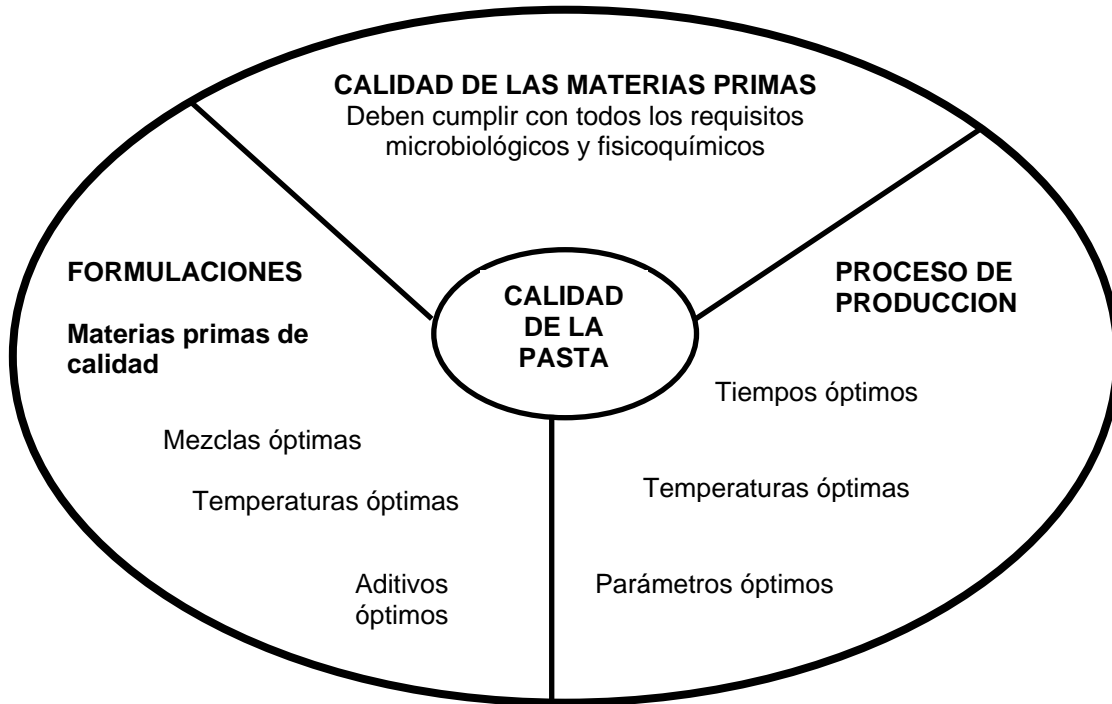 CALIDAD DE LAS MATERIAS PRIMAS
Deben cumplir con todos los requisitos
microbiológicos y fisicoquímicos
FORMULACIONES
Materias primas de
calidad
Mezclas óptimas
Temperaturas óptimas
Aditivos
óptimos
CALIDAD
DE LA
PASTA
PROCESO DE
PRODUCCION
Tiempos óptimos
Temperaturas óptimas
Parámetros óptimos